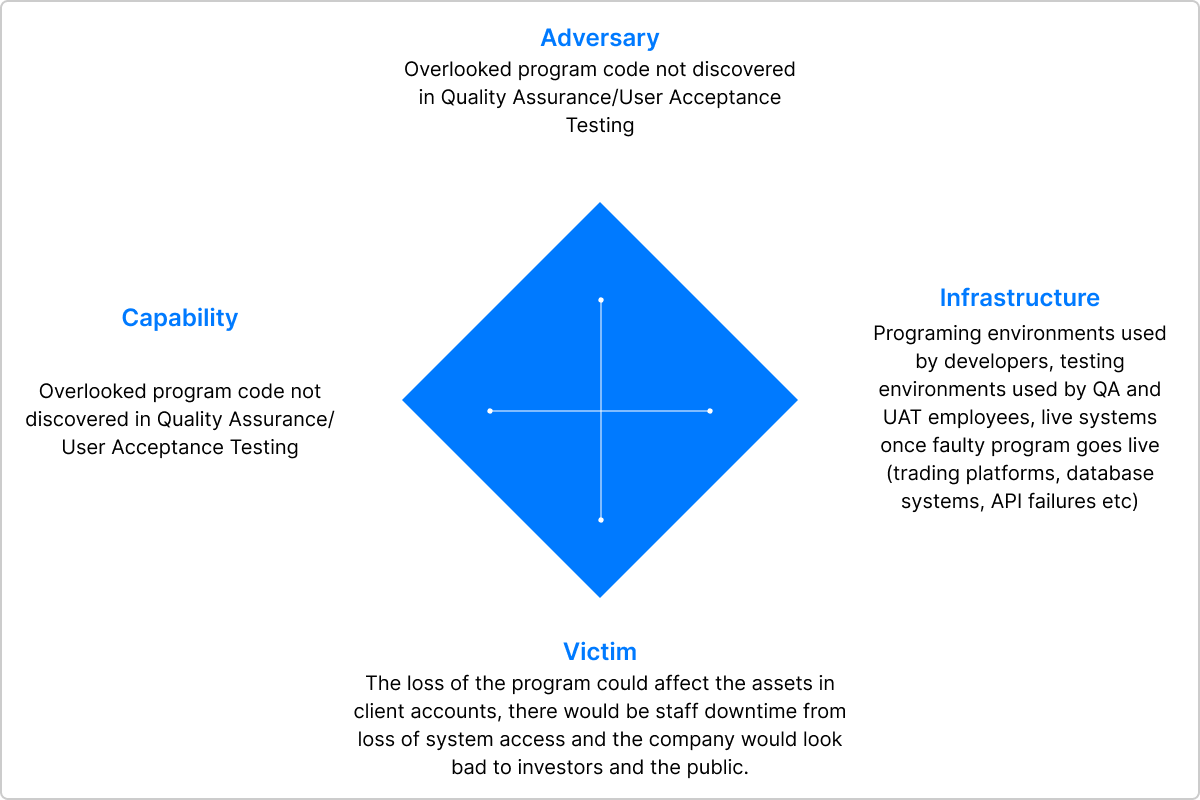 Adversary
Overlooked program code not discovered
in Quality Assurance/User Acceptance
Testing
Capability
Overlooked program code not
discovered in Quality Assurance/
User Acceptance Testing
Infrastructure
Programing environments used
by developers, testing
environments used by QA and
UAT employees, live systems
once faulty program goes live
(trading platforms, database
systems, API failures etc)
Victim
The loss of the program could affect the assets in
client accounts, there would be staff downtime from
loss of system access and the company would look
bad to investors and the public.